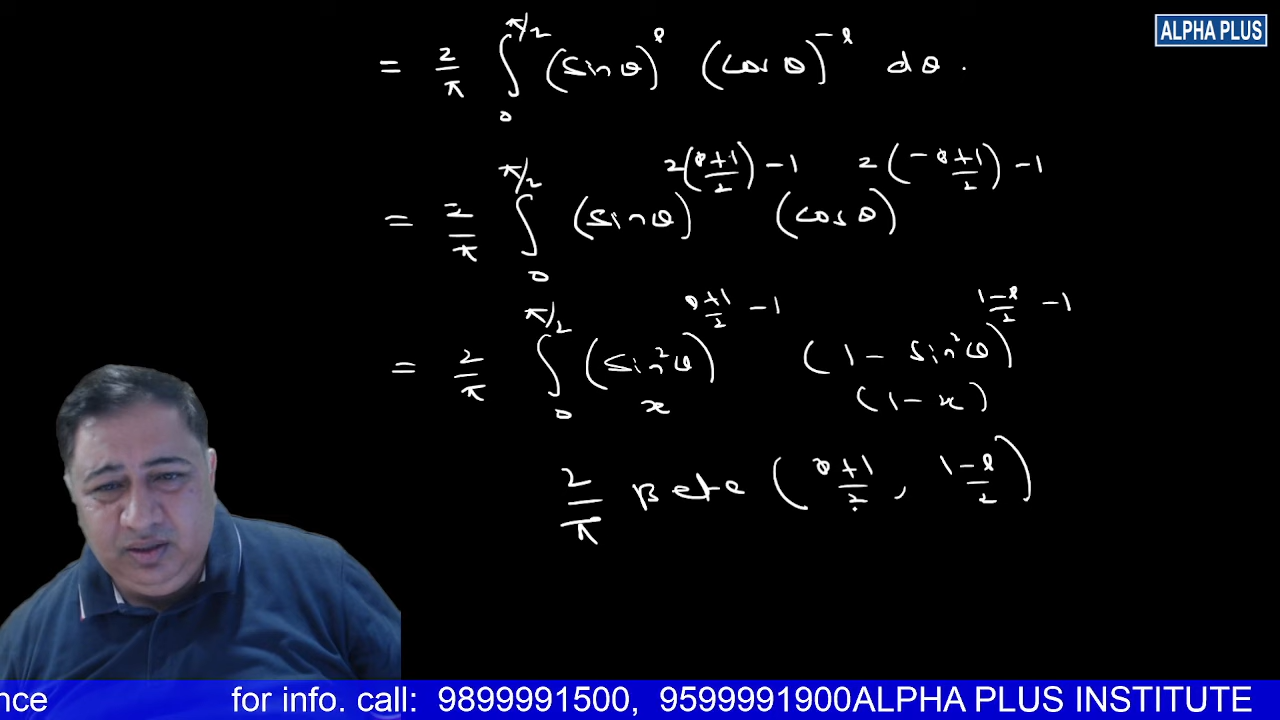 ALPHA PLUS
= 2/π ∫₀^{π/2} (sin θ)^r (cos θ)^{-r} dθ .
= 2/π ∫₀^{π/2} (sin θ)^{2((r+1)/2) - 1} (cos θ)^{2((-r+1)/2) - 1}
= 2/π ∫₀^{π/2} (sin²θ)^{(r+1)/2 - 1} (1 - sin²θ)^{(1-r)/2 - 1}
x (1 - x)
2/π Beta ( (r+1)/2 , (1-r)/2 )
nce for info. call: 9899991500, 9599991900ALPHA PLUS INSTITUTE